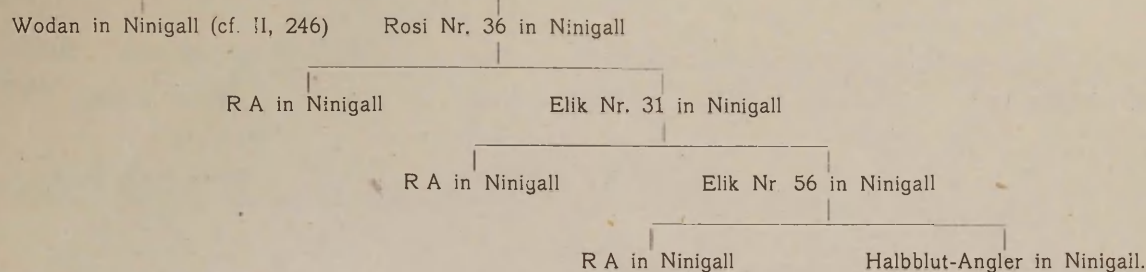 Wodan in Ninigall (cf. II, 246) Rosi Nr. 36 in Ninigall
R A in Ninigall Elik Nr. 31 in Ninigall
R A in Ninigall Elik Nr 56 in Ninigall
R A in Ninigall Halbblut-Angler in Ninigall.